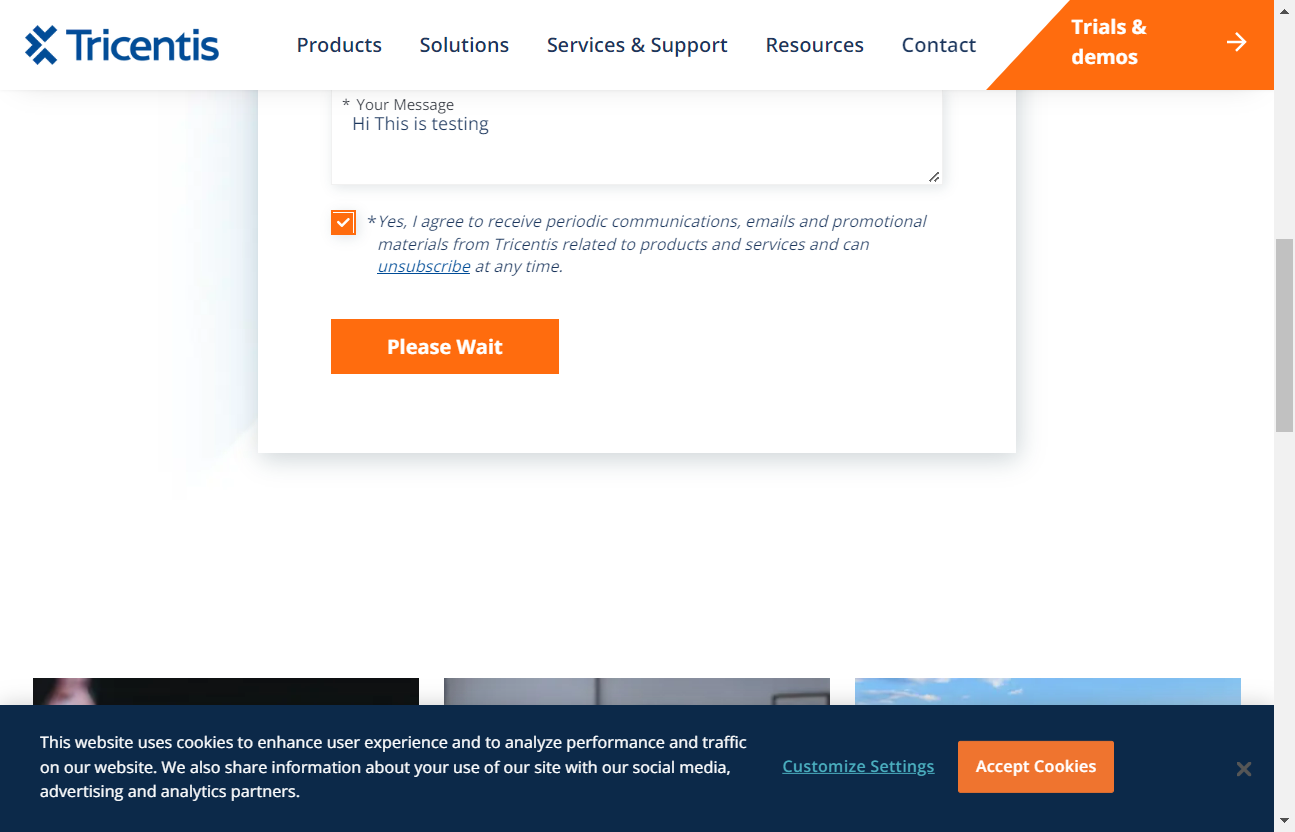 Tricentis
Products Solutions Services & Support Resources Contact
Trials &
demos
* Your Message
Hi This is testing
*Yes, I agree to receive periodic communications, emails and promotional
materials from Tricentis related to products and services and can
unsubscribe at any time.
Please Wait
This website uses cookies to enhance user experience and to analyze performance and traffic
on our website. We also share information about your use of our site with our social media,
advertising and analytics partners.
Customize Settings
Accept Cookies